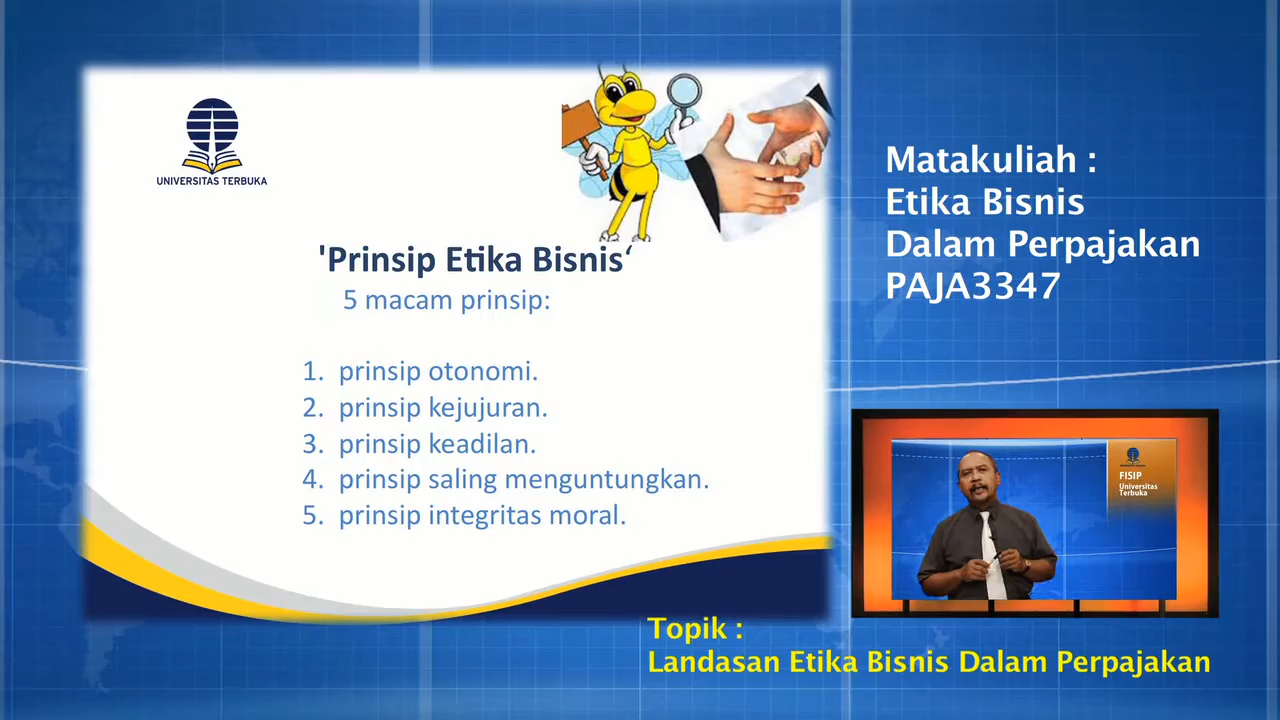 UNIVERSITAS TERBUKA
'Prinsip Etika Bisnis‘
5 macam prinsip:
1. prinsip otonomi.
2. prinsip kejujuran.
3. prinsip keadilan.
4. prinsip saling menguntungkan.
5. prinsip integritas moral.
Matakuliah :
Etika Bisnis
Dalam Perpajakan
PAJA3347
FISIP
Universitas
Terbuka
Topik :
Landasan Etika Bisnis Dalam Perpajakan